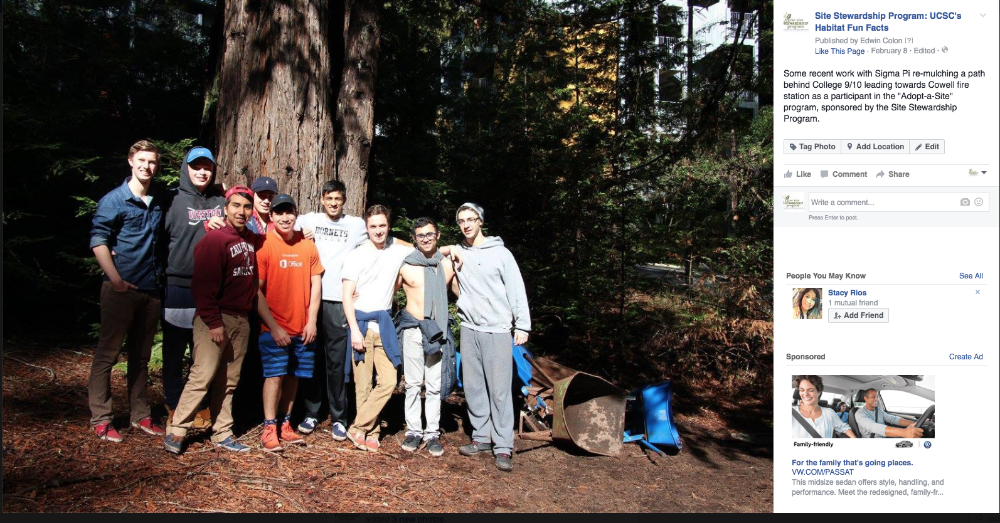 WESTON
CALIFORNIA
HORNETS
Office
Site Stewardship Program: UCSC's
Habitat Fun Facts
Published by Edwin Colon [?]
Like This Page · February 8 · Edited ·
Some recent work with Sigma Pi re-mulching a path
behind College 9/10 leading towards Cowell fire
station as a participant in the "Adopt-a-Site"
program, sponsored by the Site Stewardship
Program.
Tag Photo Add Location Edit
Like Comment Share
Write a comment...
Press Enter to post.
People You May Know See All
Stacy Rios
1 mutual friend
Add Friend
Sponsored Create Ad
Family-friendly
For the family that's going places.
VW.COM/PASSAT
This midsize sedan offers style, handling, and
performance. Meet the redesigned, family-fr...
added 3 new photos.